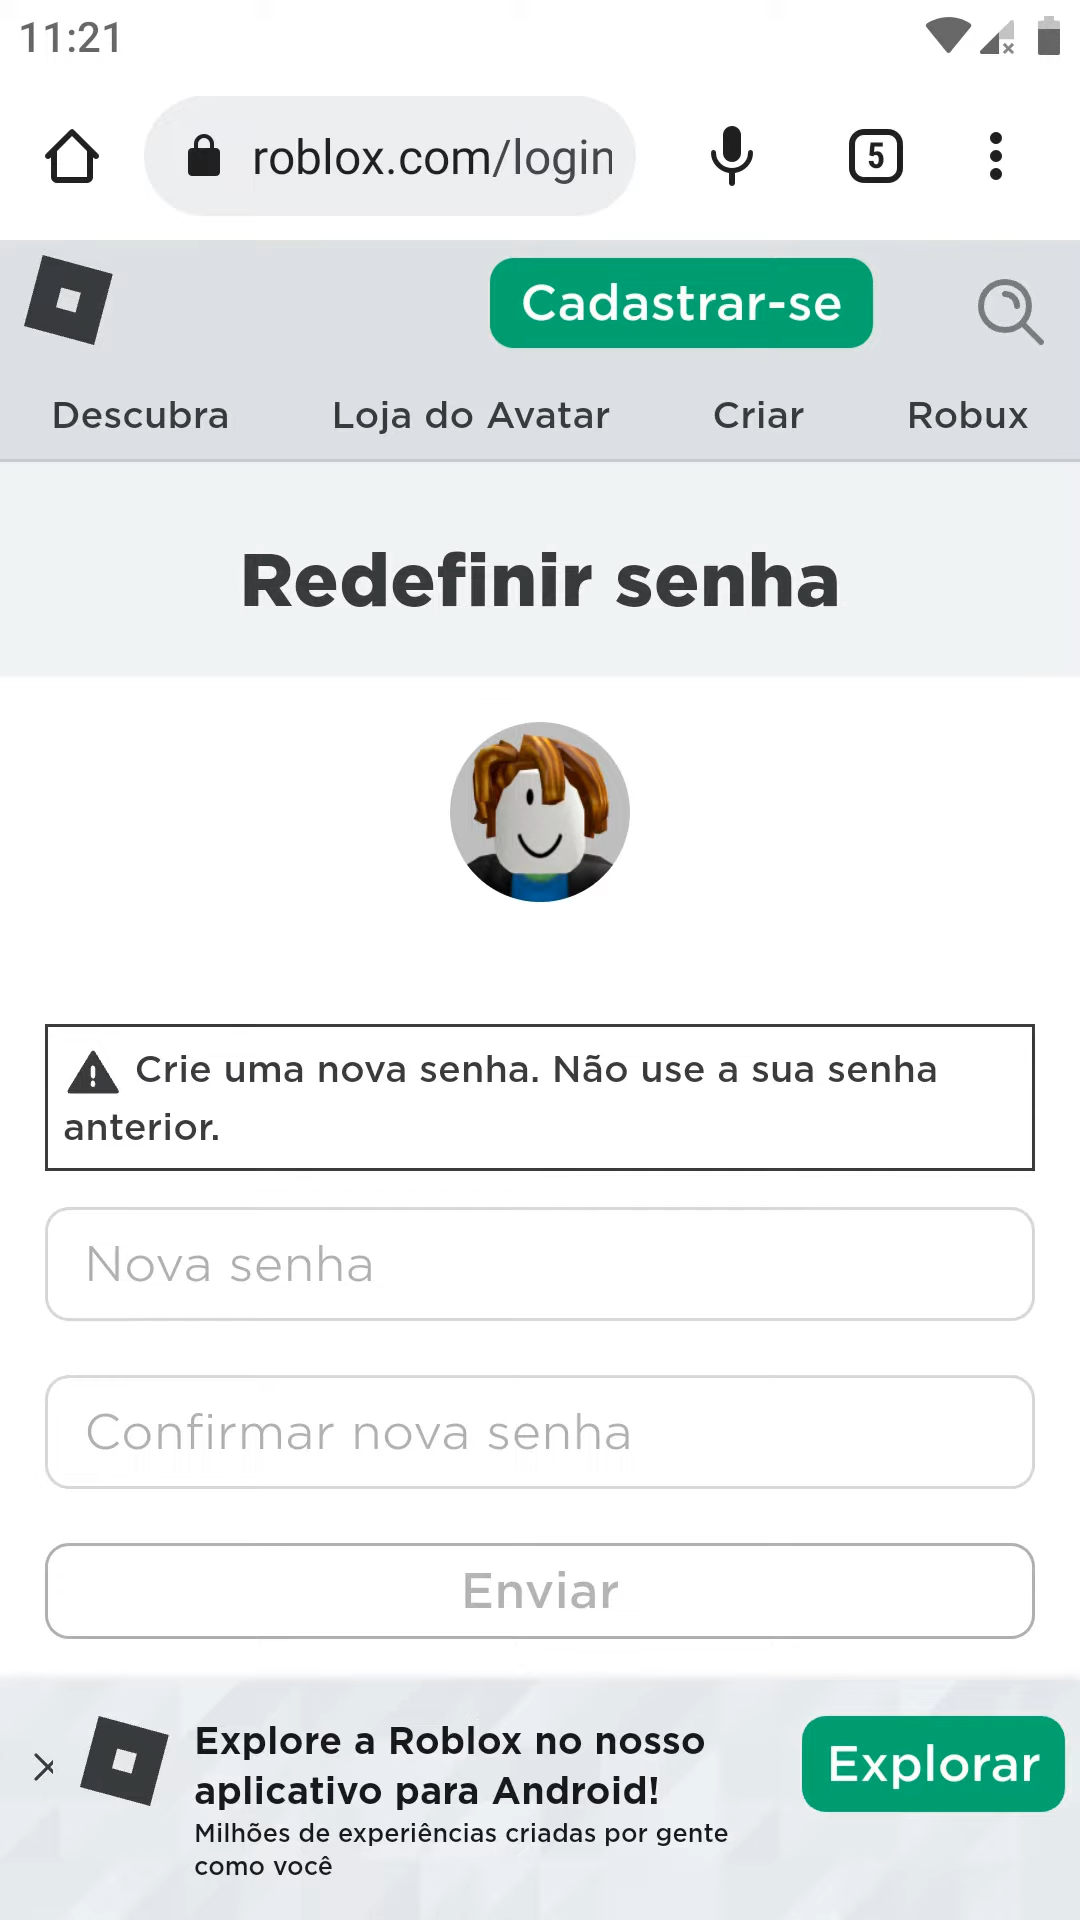 11:21
roblox.com/login
5
Cadastrar-se
Descubra Loja do Avatar Criar Robux
Redefinir senha
Crie uma nova senha. Não use a sua senha
anterior.
Nova senha
Confirmar nova senha
Enviar
Explore a Roblox no nosso
aplicativo para Android!
Milhões de experiências criadas por gente
como você
Explorar